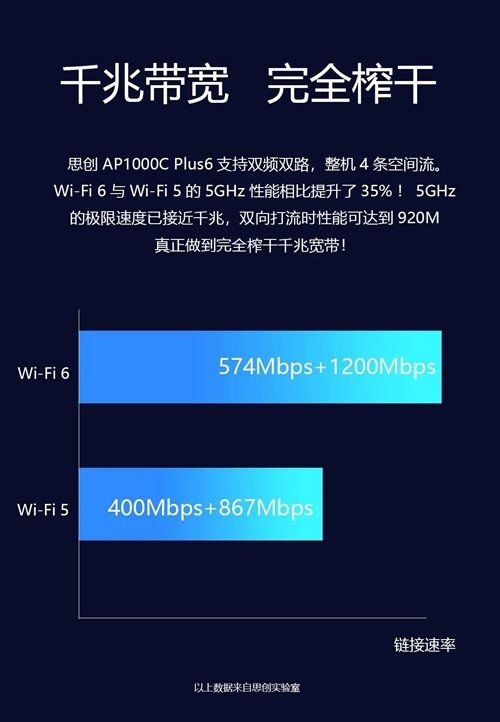 千兆带宽 完全榨干
思创 AP1000C Plus6 支持双频双路，整机 4 条空间流。
Wi-Fi 6 与 Wi-Fi 5 的 5GHz 性能相比提升了 35%！ 5GHz
的极限速度已接近千兆，双向打流时性能可达到 920M
真正做到完全榨干千兆宽带！
Wi-Fi 6
574Mbps+1200Mbps
Wi-Fi 5
400Mbps+867Mbps
链接速率
以上数据来自思创实验室